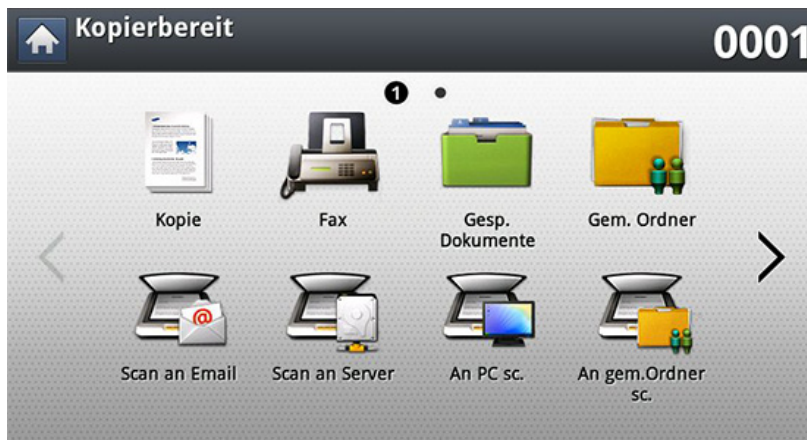 Kopierbereit
0001
1
Kopie
Fax
Gesp.
Dokumente
Gem. Ordner
Scan an Email
Scan an Server
An PC sc.
An gem.Ordner
sc.